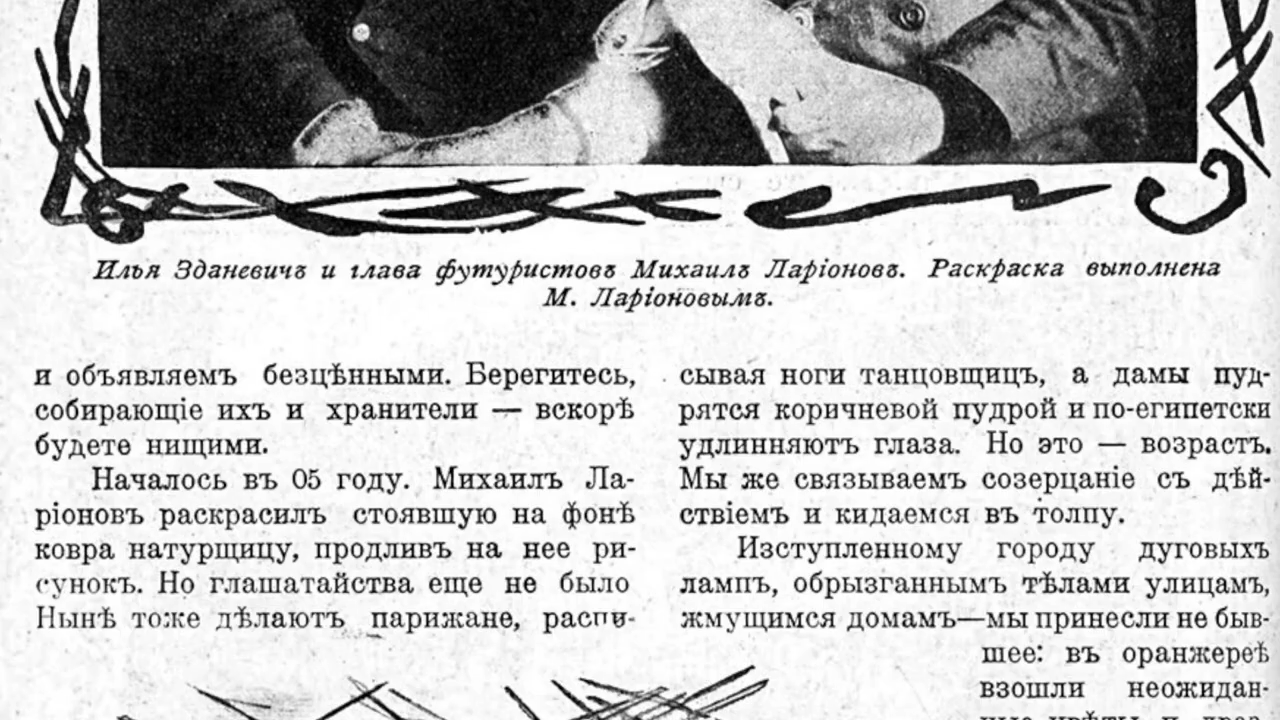 Илья Зданевичъ и глава футуристовъ Михаилъ Ларіоновъ. Раскраска выполнена
М. Ларіоновымъ.
и объявляемъ безцѣнными. Берегитесь,
собирающіе ихъ и хранители — вскорѣ
будете нищими.
Началось въ 05 году. Михаилъ Ла-
ріоновъ раскрасилъ стоявшую на фонѣ
ковра натурщицу, продливъ на нее ри-
сунокъ. Но глашатайства еще не было
Нынѣ тоже дѣлаютъ парижане, распи-
сывая ноги танцовщицъ, а дамы пуд-
рятся коричневой пудрой и по-египетски
удлинняютъ глаза. Но это — возрастъ.
Мы же связываемъ созерцаніе съ дѣй-
ствіемъ и кидаемся въ толпу.
Изступленному городу дуговыхъ
лампъ, обрызганнымъ тѣлами улицамъ,
жмущимся домамъ—мы принесли не быв-
шее: въ оранжереѣ
взошли неожидан-